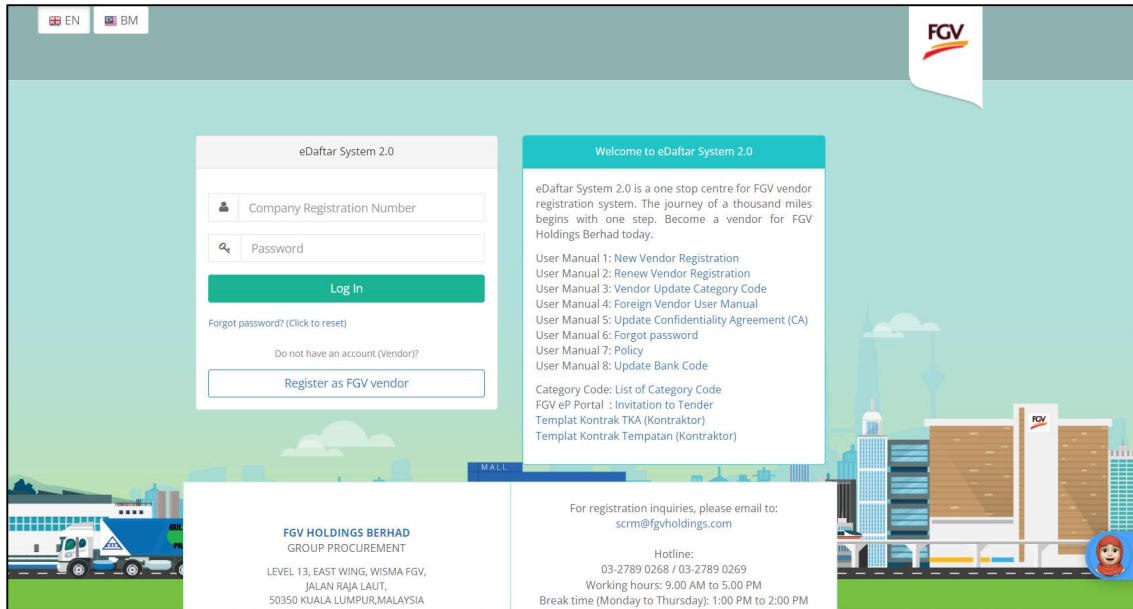 EN
BM
FGV
eDaftar System 2.0
Company Registration Number
Password
Log In
Forgot password? (Click to reset)
Do not have an account (Vendor)?
Register as FGV vendor
Welcome to eDaftar System 2.0
eDaftar System 2.0 is a one stop centre for FGV vendor
registration system. The journey of a thousand miles
begins with one step. Become a vendor for FGV
Holdings Berhad today.
User Manual 1: New Vendor Registration
User Manual 2: Renew Vendor Registration
User Manual 3: Vendor Update Category Code
User Manual 4: Foreign Vendor User Manual
User Manual 5: Update Confidentiality Agreement (CA)
User Manual 6: Forgot password
User Manual 7: Policy
User Manual 8: Update Bank Code
Category Code: List of Category Code
FGV eP Portal : Invitation to Tender
Templat Kontrak TKA (Kontraktor)
Templat Kontrak Tempatan (Kontraktor)
FGV
MALL
FGV HOLDINGS BERHAD
GROUP PROCUREMENT
LEVEL 13, EAST WING, WISMA FGV,
JALAN RAJA LAUT,
50350 KUALA LUMPUR,MALAYSIA
For registration inquiries, please email to:
scrm@fgvholdings.com
Hotline:
03-2789 0268 / 03-2789 0269
Working hours: 9.00 AM to 5.00 PM
Break time (Monday to Thursday): 1:00 PM to 2:00 PM